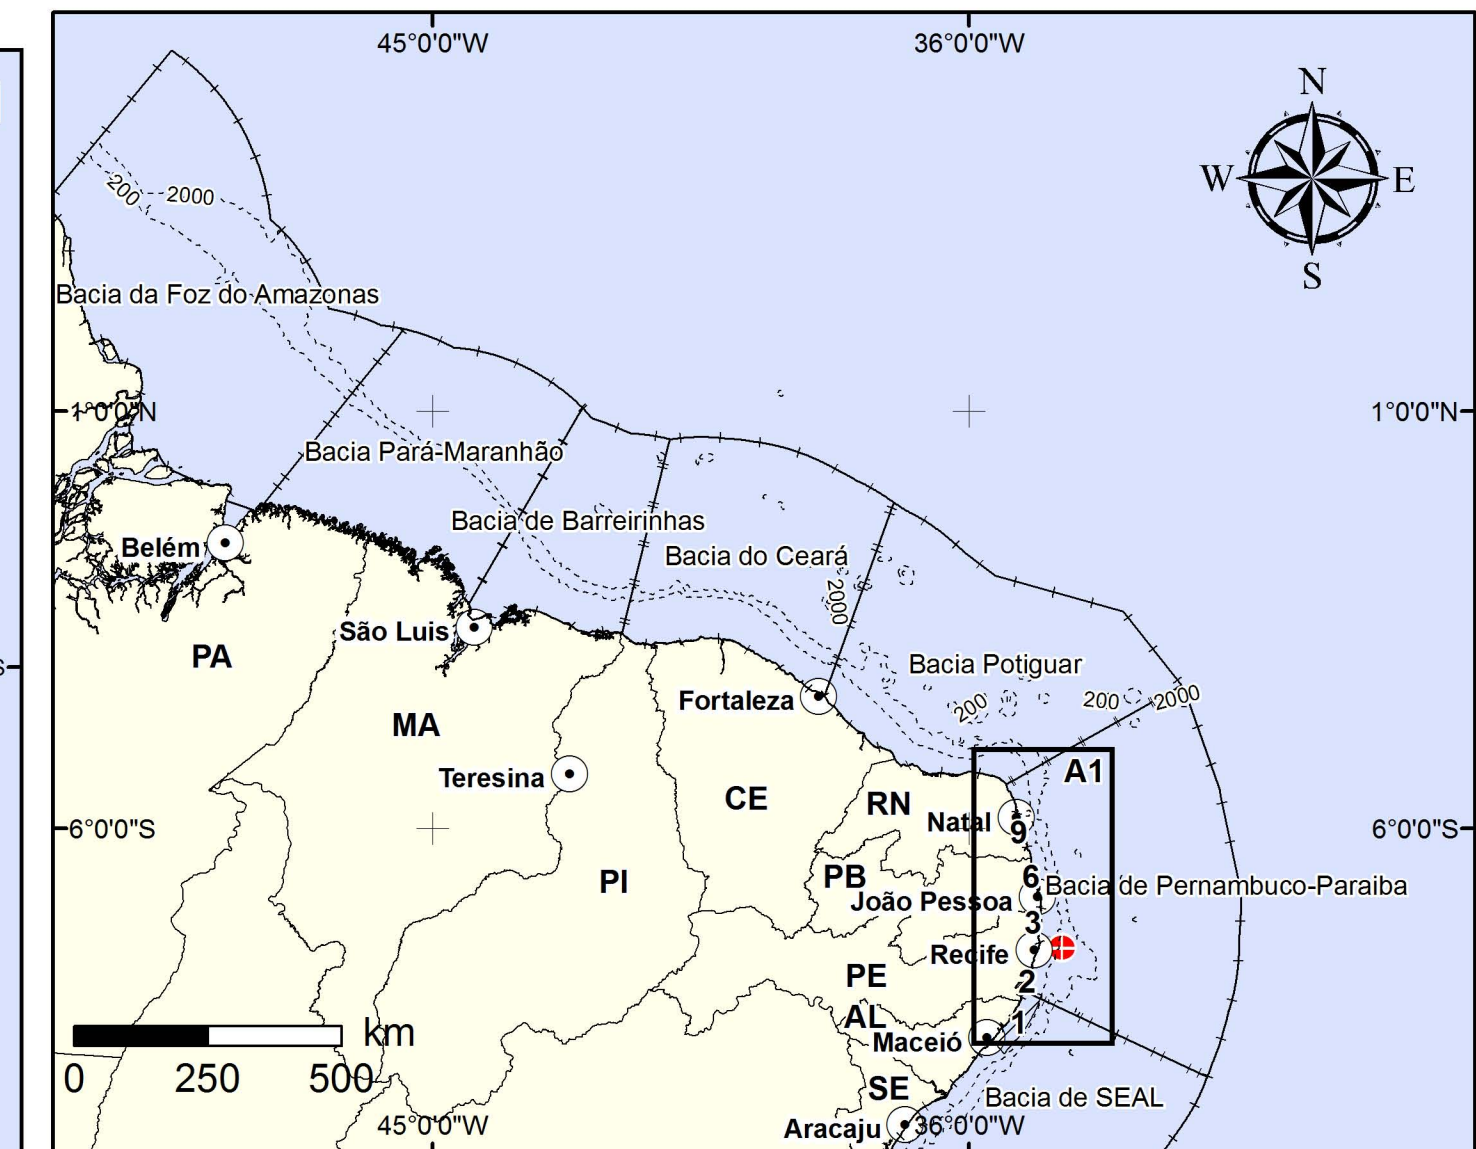 45°0'0"W
36°0'0"W
N
W
E
S
200
2000
Bacia da Foz do Amazonas
1°0'0"N
1°0'0"N
Bacia Pará-Maranhão
Bacia de Barreirinhas
Belém
Bacia do Ceará
2000
São Luis
PA
Bacia Potiguar
Fortaleza
200
200
2000
MA
A1
Teresina
CE
RN
Natal
6°0'0"S
9
6°0'0"S
PI
PB
6
João Pessoa
Bacia de Pernambuco-Paraiba
3
Recife
PE
2
AL
1
km
Maceió
0
250
500
SE
Bacia de SEAL
45°0'0"W
Aracaju
36°0'0"W